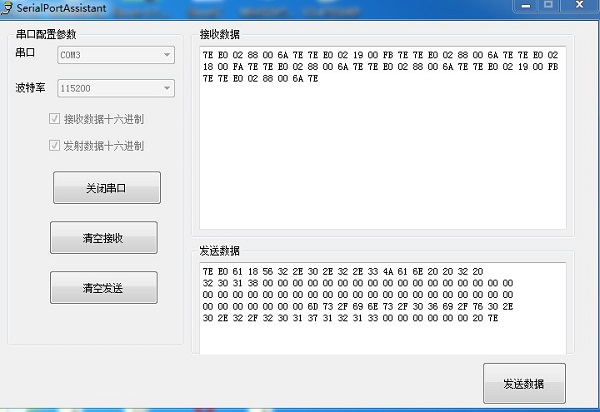 SerialPortAssistant
串口配置参数
串口
COM3
波特率
115200
接收数据十六进制
发射数据十六进制
关闭串口
清空接收
清空发送
接收数据
7E E0 02 88 00 6A 7E 7E E0 02 19 00 FB 7E 7E E0 02 88 00 6A 7E 7E E0 02
18 00 FA 7E 7E E0 02 88 00 6A 7E 7E E0 02 88 00 6A 7E 7E E0 02 19 00 FB
7E 7E E0 02 88 00 6A 7E
发送数据
7E E0 61 18 56 32 2E 30 2E 32 2E 33 4A 61 6E 20 20 32 20
32 30 31 38 00 00 00 00 00 00 00 00 00 00 00 00 00 00 00 00
00 00 00 00 00 00 00 00 00 00 00 00 00 00 00 00 00 00 00 00
00 00 00 00 00 00 00 6D 73 2F 69 6E 73 2F 30 36 69 2F 76 30 2E
30 2E 32 2F 32 30 31 37 31 32 31 33 00 00 00 00 00 00 20 7E
发送数据